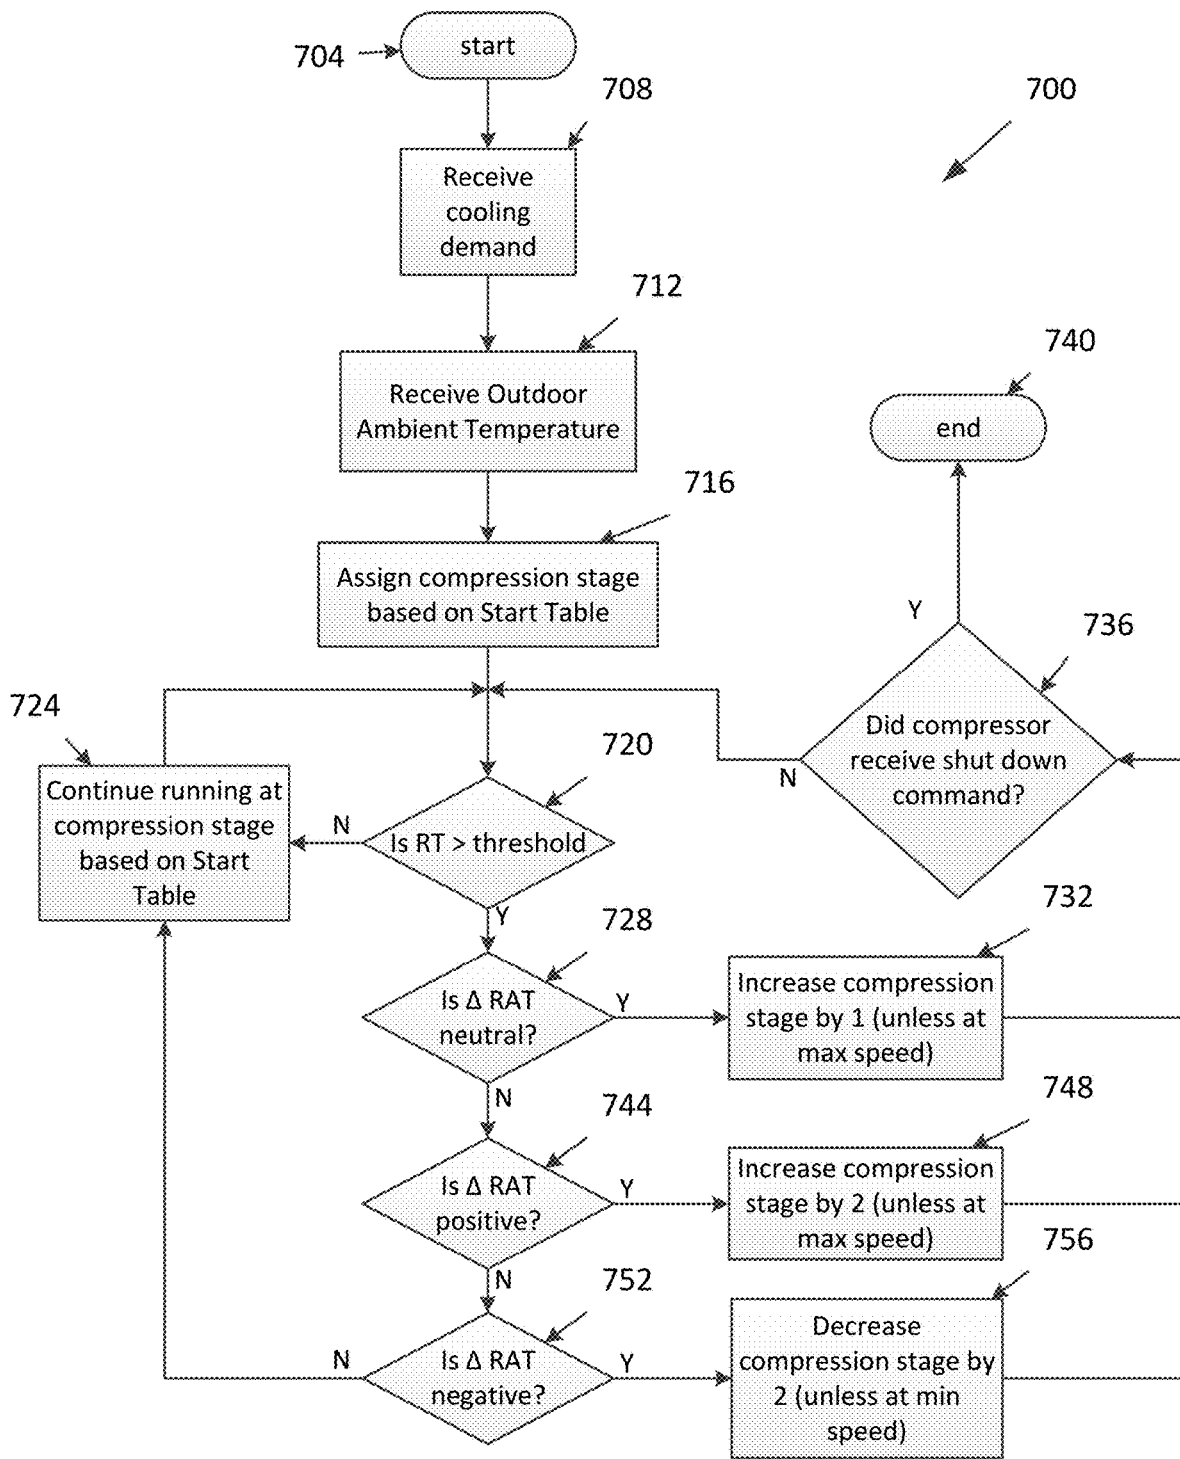 start
704
708
700
Receive
cooling
demand
712
Receive Outdoor
Ambient Temperature
740
end
716
Assign compression stage
based on Start Table
Y
736
Did compressor
receive shut down
command?
N
724
Continue running at
compression stage
based on Start
Table
720
Is RT > threshold
N
Y
728
Is Δ RAT
neutral?
Y
732
Increase compression
stage by 1 (unless at
max speed)
N
744
Is Δ RAT
positive?
Y
748
Increase compression
stage by 2 (unless at
max speed)
N
752
Is Δ RAT
negative?
N
Y
756
Decrease
compression stage by
2 (unless at min
speed)